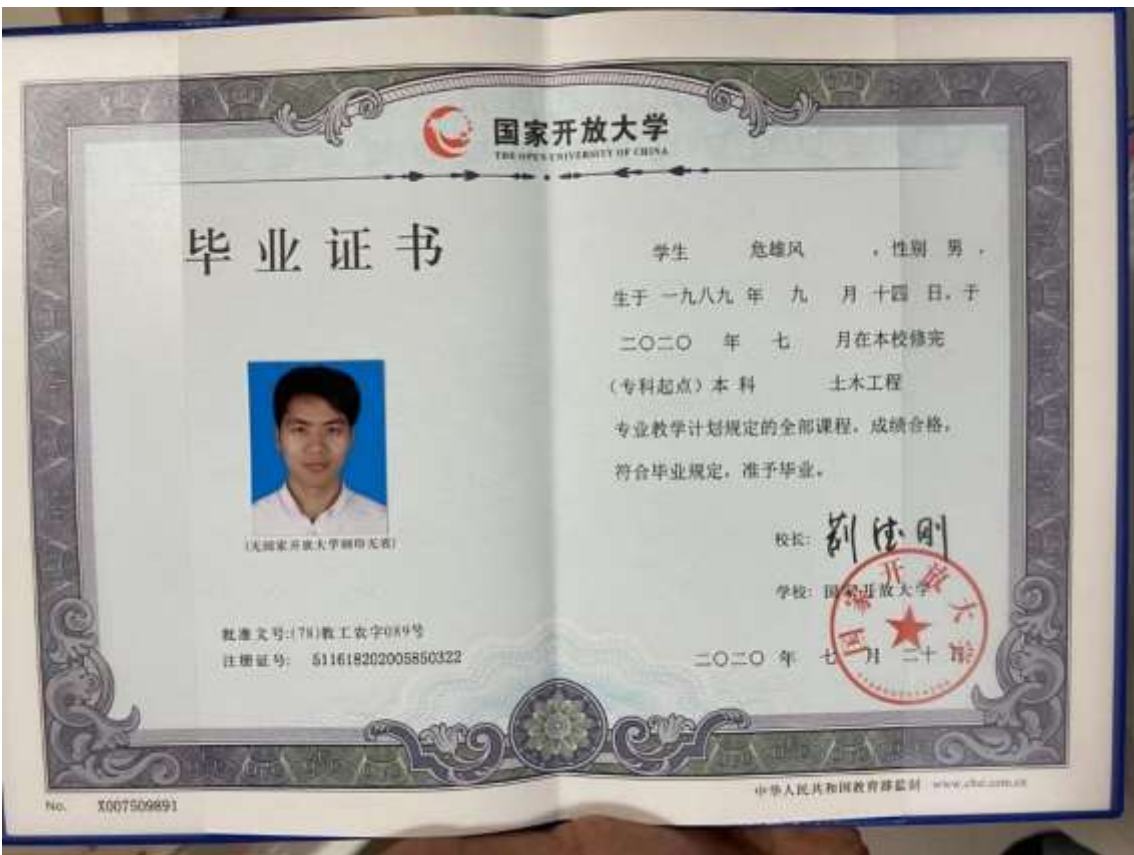 国家开放大学
THE OPEN UNIVERSITY OF CHINA
毕业证书
(无国家开放大学钢印无效)
批准文号:(78)教工农字089号
注册证号: 511618202005850322
学生 危雄风 ，性别 男 ，
生于 一九八九 年 九 月 十四 日，于
二〇二〇 年 七 月在本校修完
（专科起点）本科 土木工程
专业教学计划规定的全部课程，成绩合格，
符合毕业规定，准予毕业。
校长:
学校: 国家开放大学
国家开放大学
二〇二〇 年 七 月 二十
No. X007509891
中华人民共和国教育部监制 www.chsi.com.cn